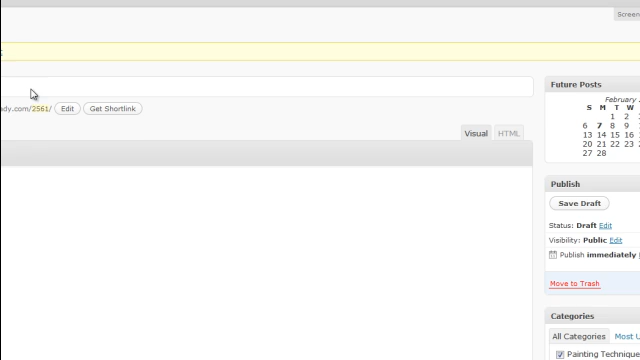 Screen
ady.com/2561/ Edit Get Shortlink
Visual HTML
Future Posts
February
S M T W
1 2
6 7 8 9
13 14 15 16
20 21 22 23
27 28
Publish
Save Draft
Status: Draft Edit
Visibility: Public Edit
Publish immediately
Move to Trash
Categories
All Categories Most U
Painting Technique